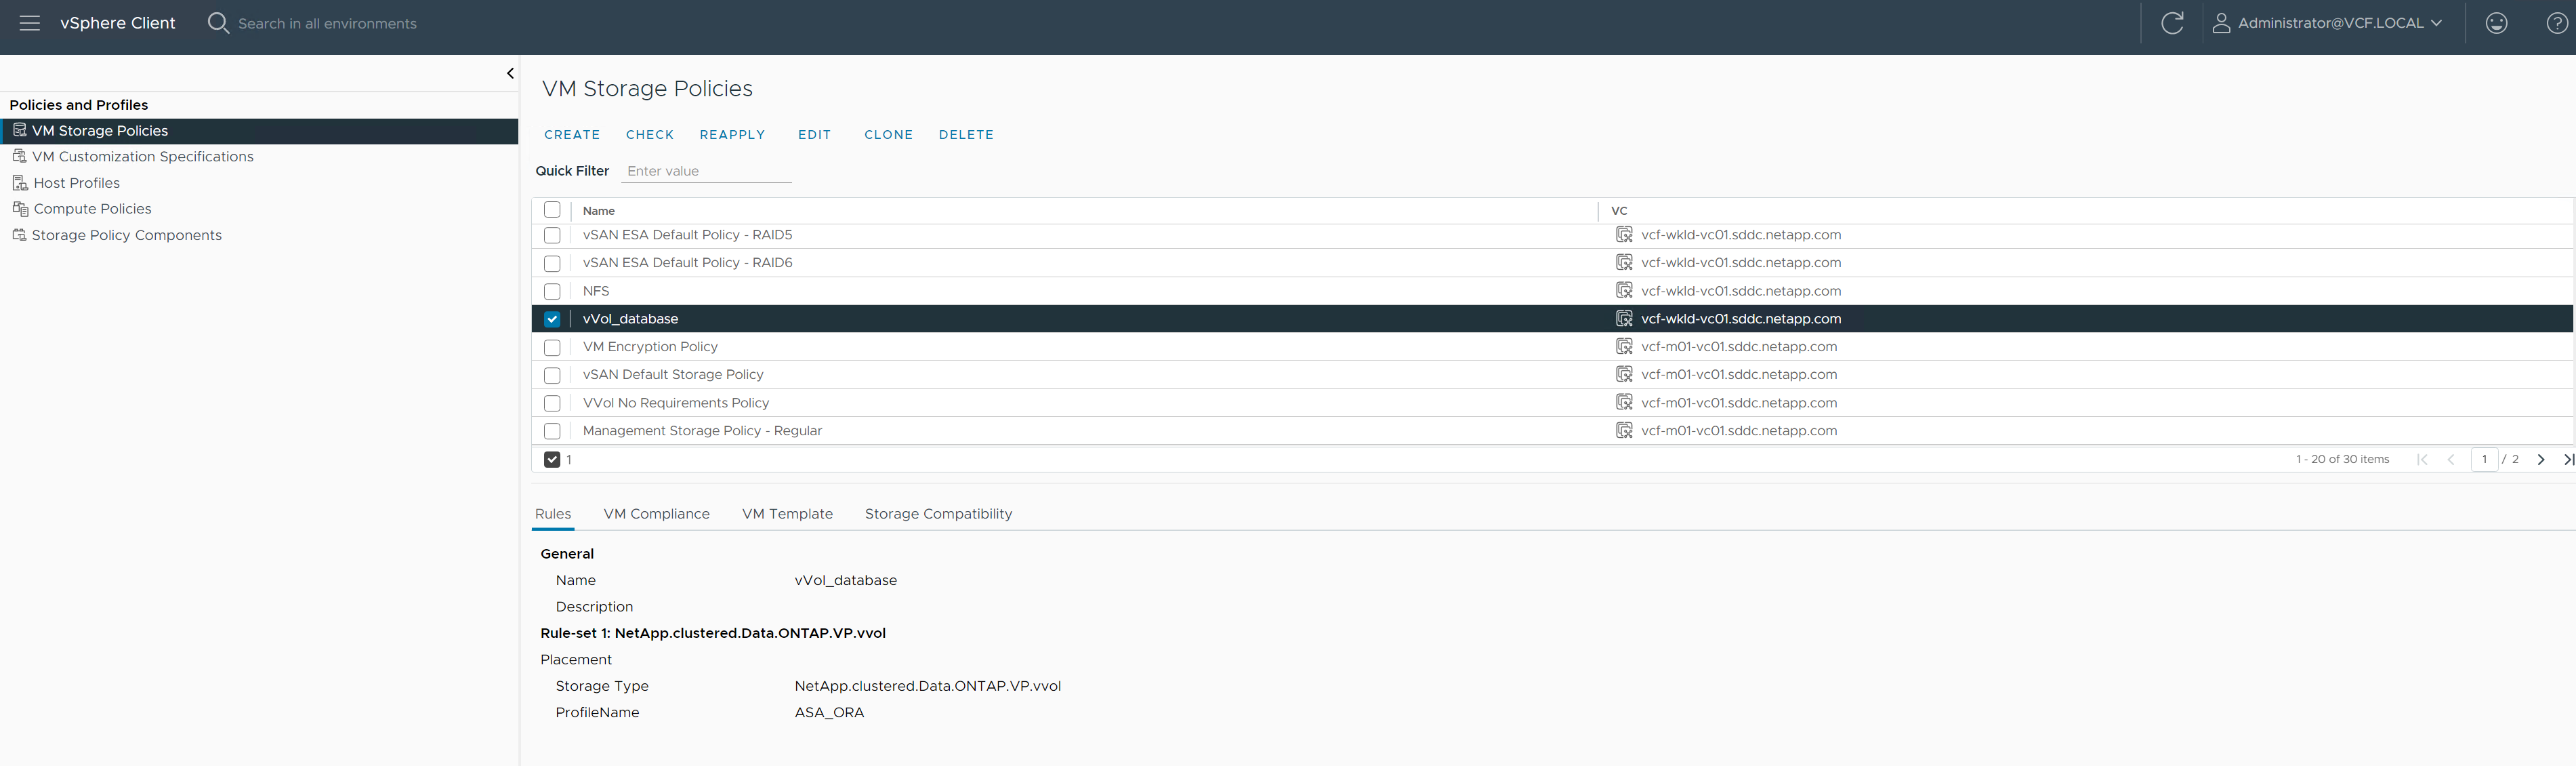 vSphere Client Search in all environments Administrator@VCF.LOCAL
Policies and Profiles
VM Storage Policies
VM Customization Specifications
Host Profiles
Compute Policies
Storage Policy Components
VM Storage Policies
CREATE CHECK REAPPLY EDIT CLONE DELETE
Quick Filter Enter value
Name VC
vSAN ESA Default Policy - RAID5 vcf-wkld-vc01.sddc.netapp.com
vSAN ESA Default Policy - RAID6 vcf-wkld-vc01.sddc.netapp.com
NFS vcf-wkld-vc01.sddc.netapp.com
vVol_database vcf-wkld-vc01.sddc.netapp.com
VM Encryption Policy vcf-m01-vc01.sddc.netapp.com
vSAN Default Storage Policy vcf-m01-vc01.sddc.netapp.com
VVol No Requirements Policy vcf-m01-vc01.sddc.netapp.com
Management Storage Policy - Regular vcf-m01-vc01.sddc.netapp.com
1 1 - 20 of 30 items 1 / 2
Rules VM Compliance VM Template Storage Compatibility
General
Name vVol_database
Description
Rule-set 1: NetApp.clustered.Data.ONTAP.VP.vvol
Placement
Storage Type NetApp.clustered.Data.ONTAP.VP.vvol
ProfileName ASA_ORA